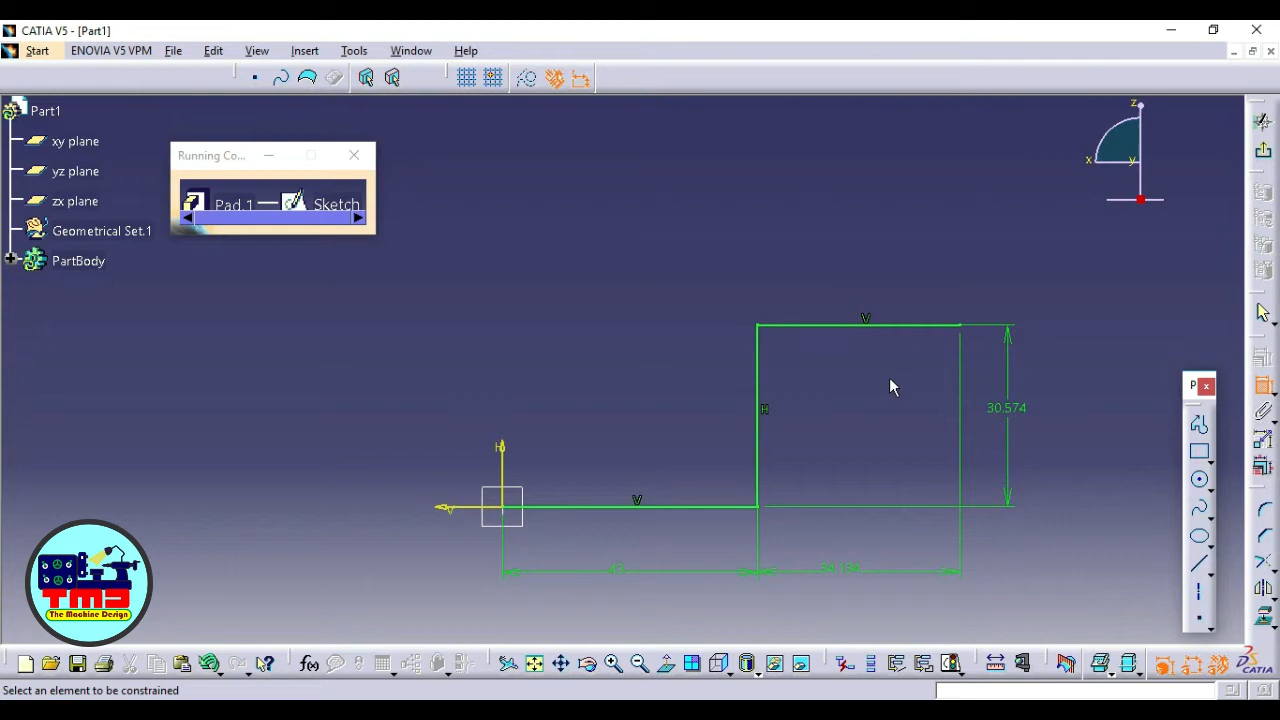 CATIA V5 - [Part1]
Start ENOVIA V5 VPM File Edit View Insert Tools Window Help
Part1
xy plane
yz plane
zx plane
Geometrical Set.1
PartBody
Running Co...
Pad.1 Sketch
z
x y
P x
V
H
30.574
H
V
V
43
TM3
The Machine Design
f(x)
CATIA
Select an element to be constrained